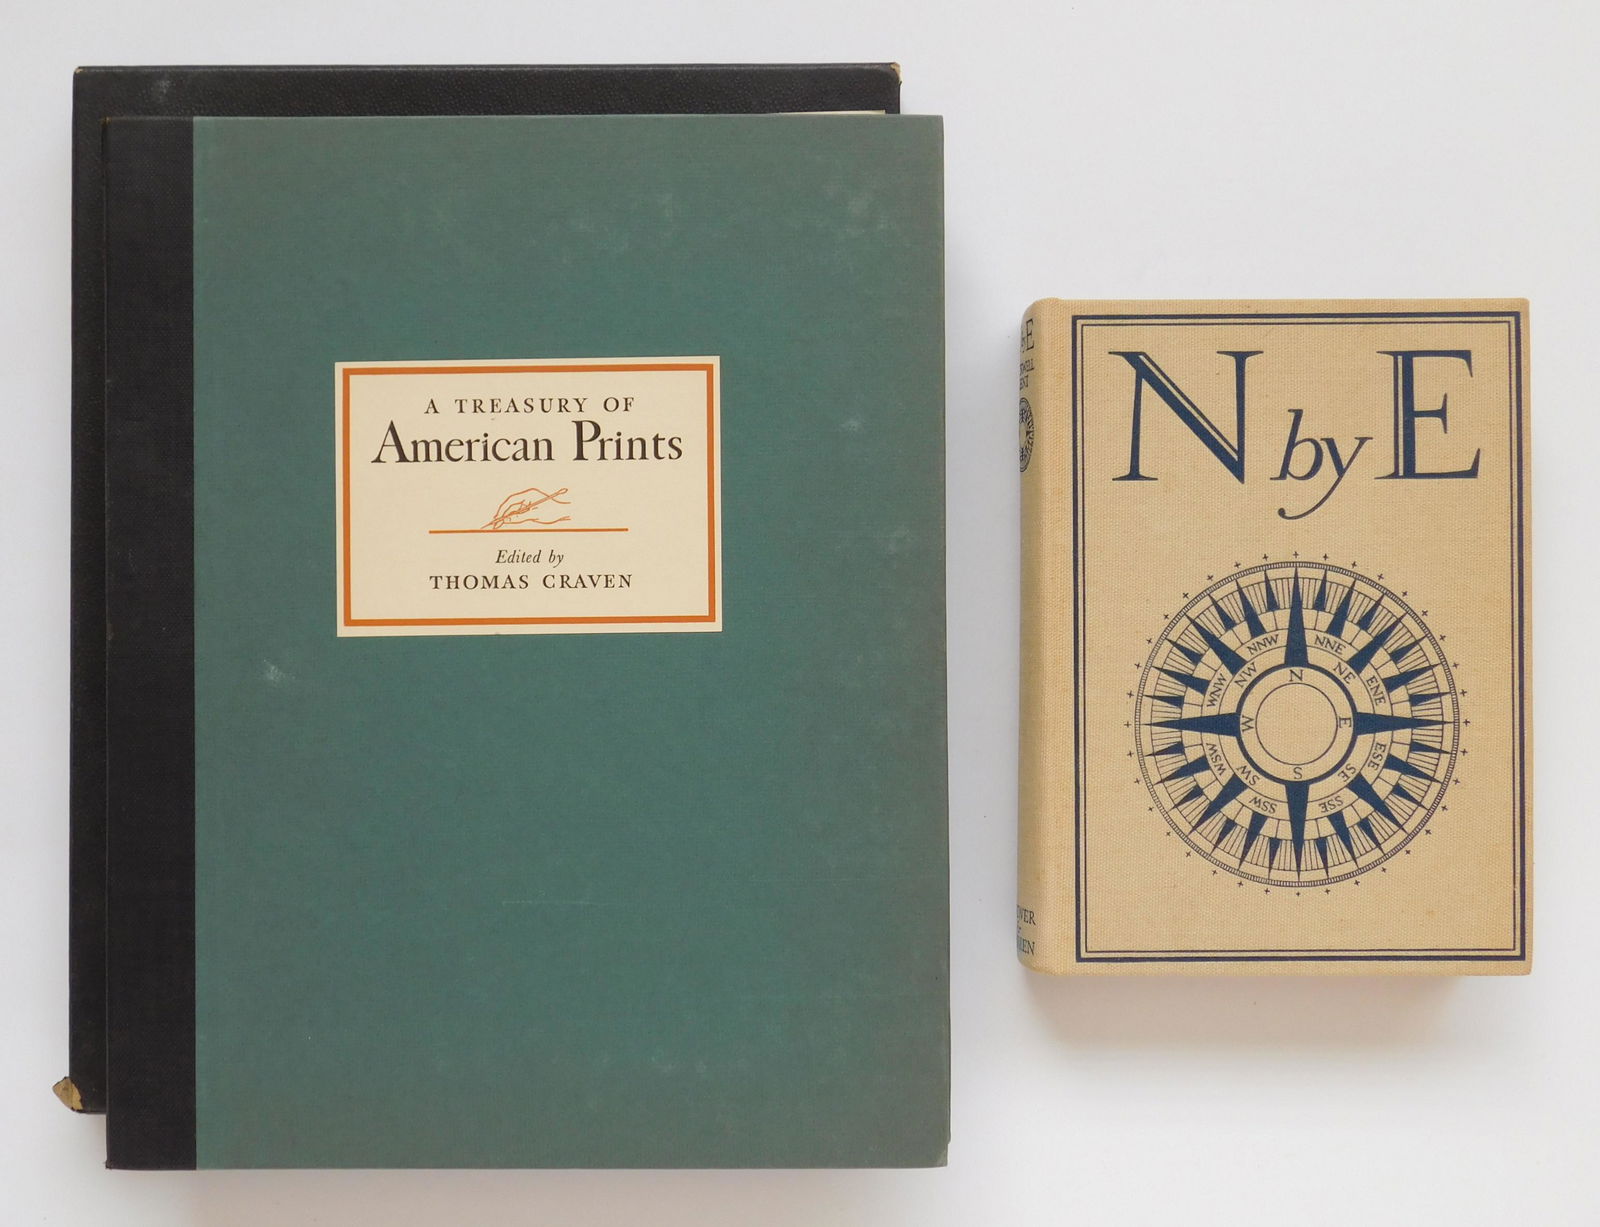 A TREASURY OF
American Prints
Edited by
THOMAS CRAVEN
N by E
N
NNE
NE
ENE
E
ESE
SE
SSE
S
SSW
SW
WSW
W
WNW
NW
NNW